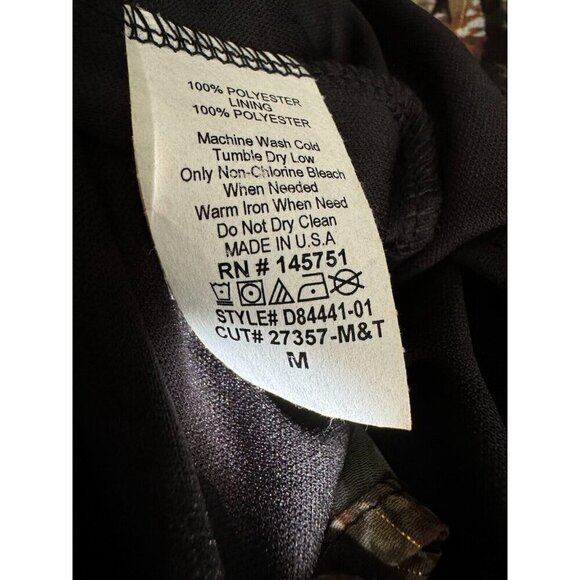 100% POLYESTER
LINING
100% POLYESTER
Machine Wash Cold
Tumble Dry Low
Only Non-Chlorine Bleach
When Needed
Warm Iron When Need
Do Not Dry Clean
MADE IN U.S.A
RN # 145751
STYLE# D84441-01
CUT# 27357-M&T
M